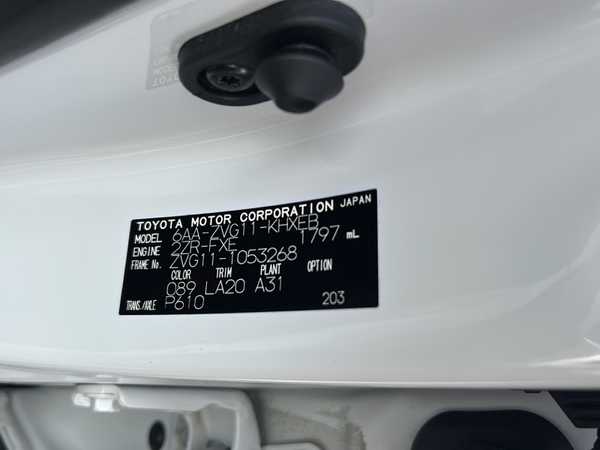 TOYOTA MOTOR CORPORATION JAPAN
MODEL 6AA-ZVG11-KHXEB
ENGINE 2ZR-FXE 1797 mL
FRAME No. ZVG11-1053268
COLOR TRIM PLANT OPTION
089 LA20 A31
TRANS./AXLE P610 203